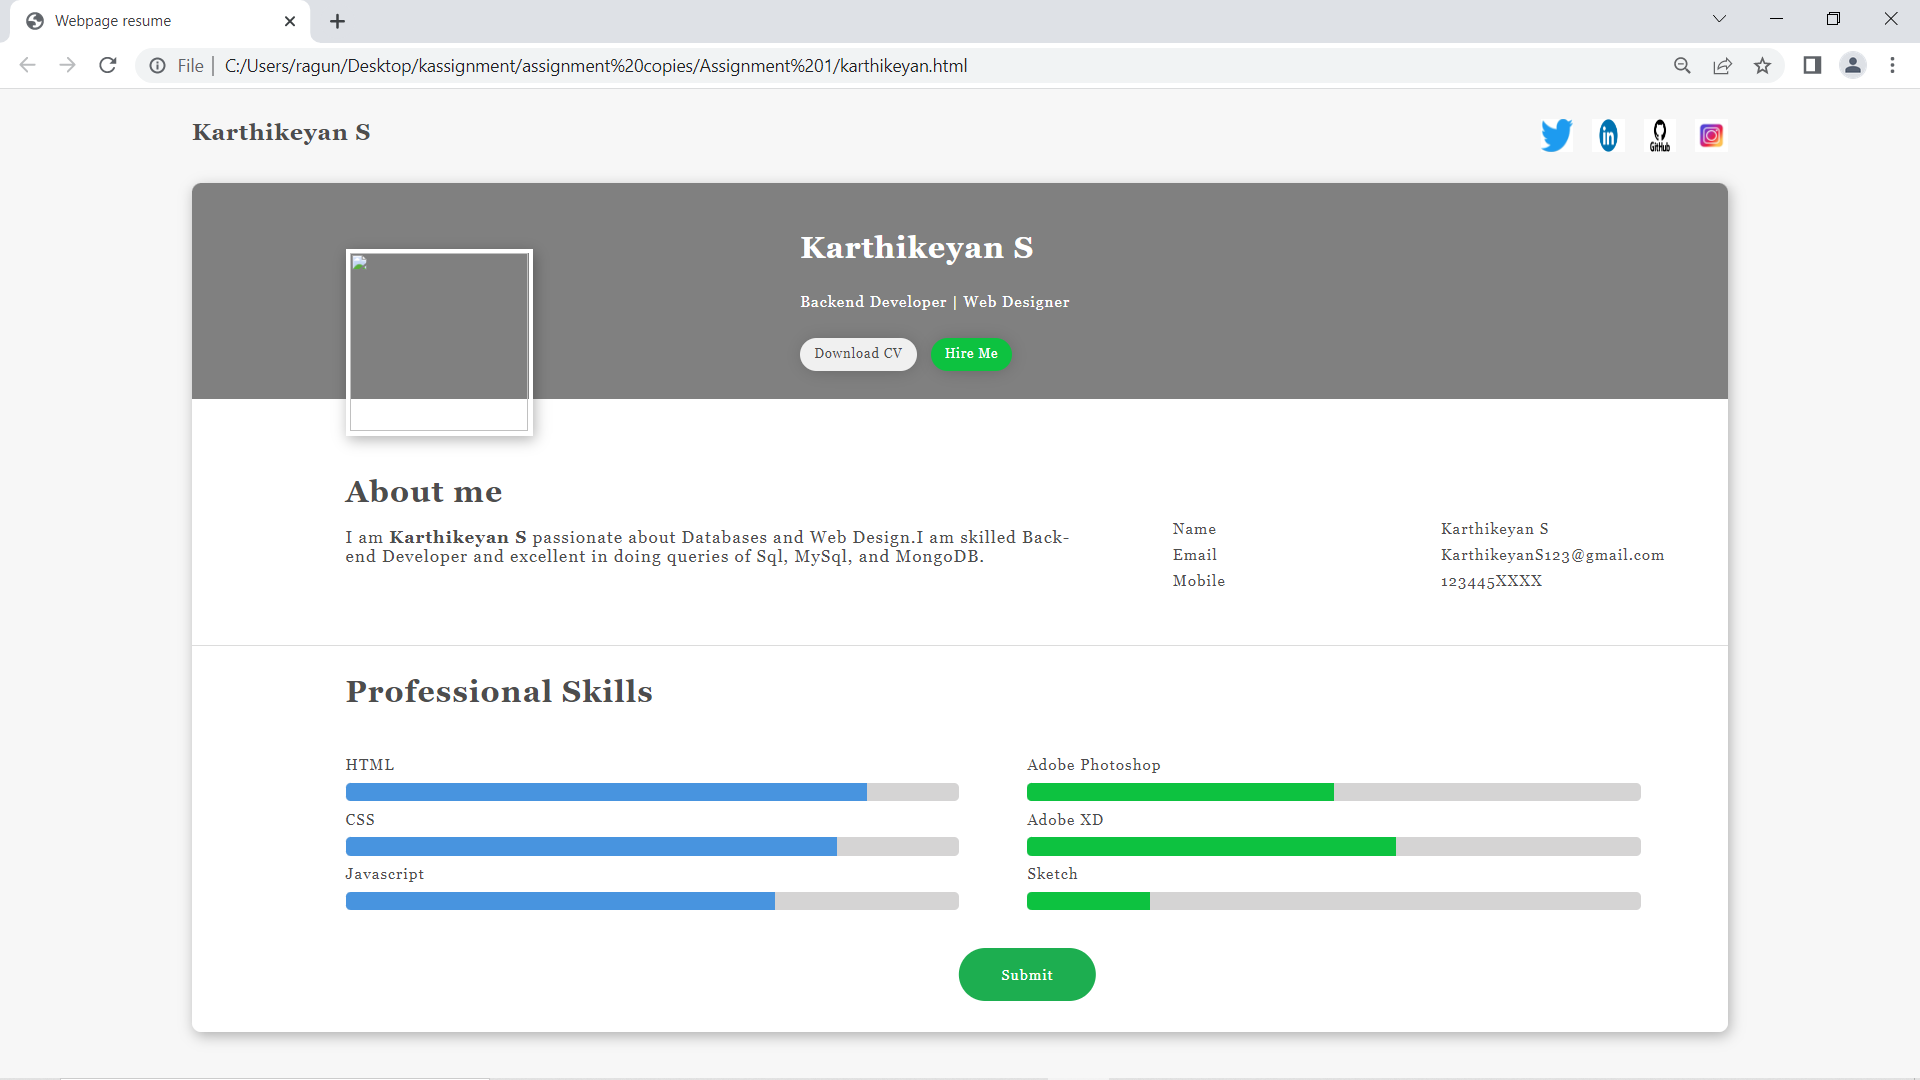 Webpage resume
File | C:/Users/ragun/Desktop/kassignment/assignment%20copies/Assignment%201/karthikeyan.html
Karthikeyan S
in
GitHub
Karthikeyan S
Backend Developer | Web Designer
Download CV
Hire Me
About me
I am Karthikeyan S passionate about Databases and Web Design.I am skilled Back-
end Developer and excellent in doing queries of Sql, MySql, and MongoDB.
Name Karthikeyan S
Email KarthikeyanS123@gmail.com
Mobile 123445XXXX
Professional Skills
HTML
CSS
Javascript
Adobe Photoshop
Adobe XD
Sketch
Submit